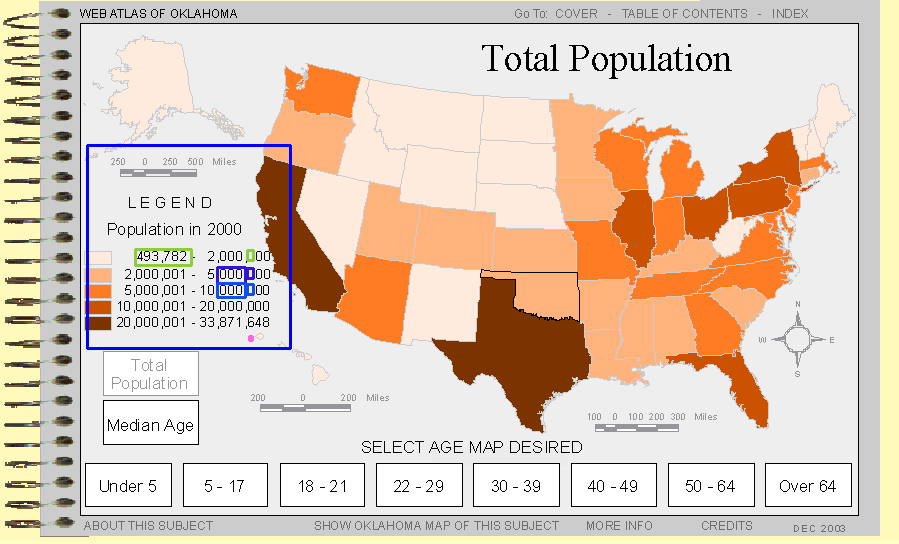 WEB ATLAS OF OKLAHOMA
Go To: COVER - TABLE OF CONTENTS - INDEX
Total Population
250 0 250 500 Miles
LEGEND
Population in 2000
493,782 - 2,000,000
2,000,001 - 5,000,000
5,000,001 - 10,000,000
10,000,001 - 20,000,000
20,000,001 - 33,871,648
N
W E
S
Total
Population
200 0 200 Miles
100 0 100 200 300 Miles
Median Age
SELECT AGE MAP DESIRED
Under 5
5 - 17
18 - 21
22 - 29
30 - 39
40 - 49
50 - 64
Over 64
ABOUT THIS SUBJECT
SHOW OKLAHOMA MAP OF THIS SUBJECT
MORE INFO
CREDITS
DEC 2003